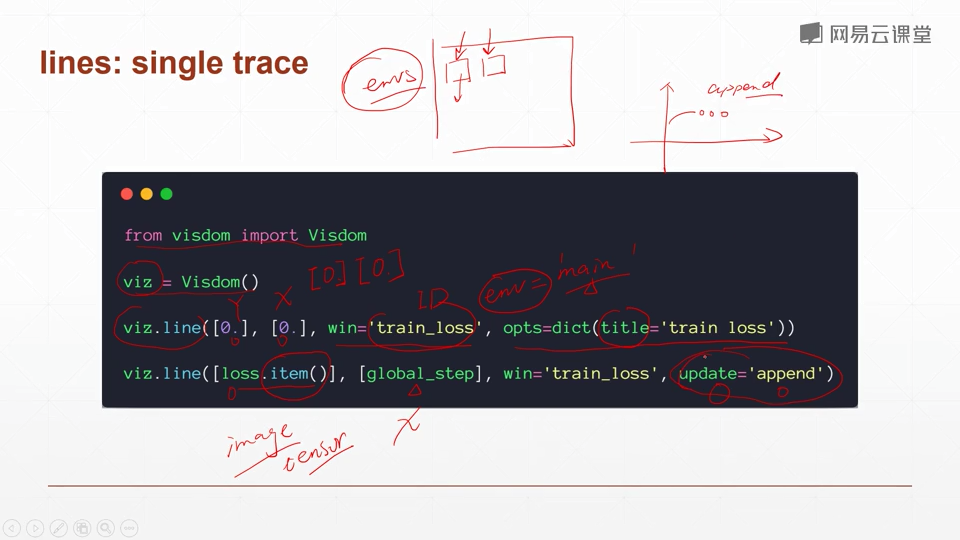 网易云课堂
lines: single trace
envs
append
from visdom import Visdom
[0.] [0.]
'main'
viz = Visdom()
env=
Y X ID
viz.line([0.], [0.], win='train_loss', opts=dict(title='train loss'))
viz.line([loss.item()], [global_step], win='train_loss', update='append')
X
image
tensor